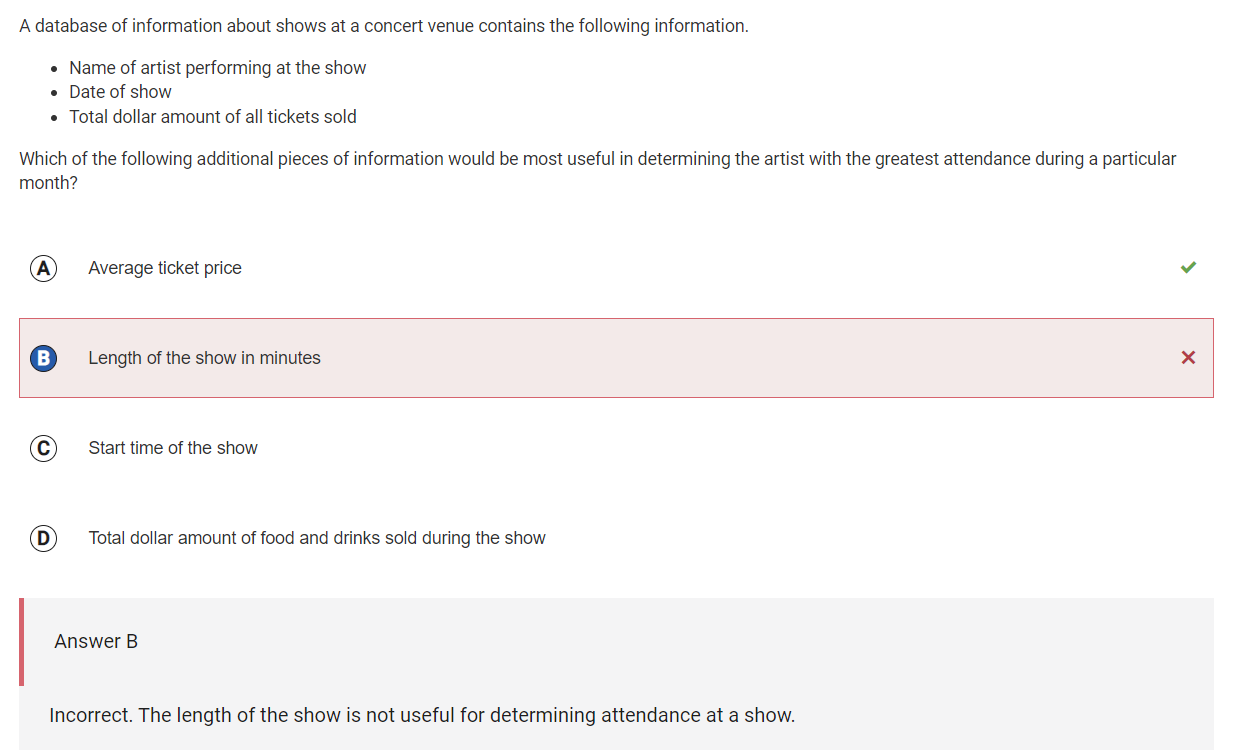 A database of information about shows at a concert venue contains the following information.
• Name of artist performing at the show
• Date of show
• Total dollar amount of all tickets sold
Which of the following additional pieces of information would be most useful in determining the artist with the greatest attendance during a particular
month?
A Average ticket price
B Length of the show in minutes
C Start time of the show
D Total dollar amount of food and drinks sold during the show
Answer B
Incorrect. The length of the show is not useful for determining attendance at a show.